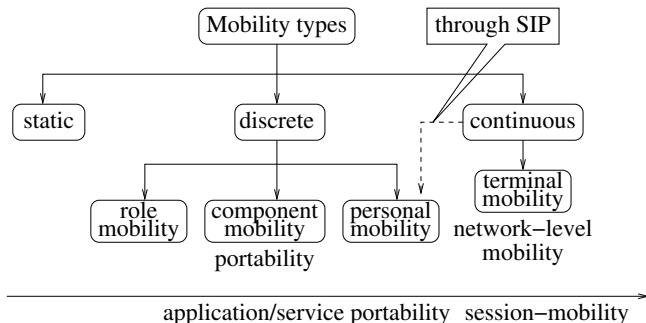 Mobility types
through SIP
static
discrete
continuous
role
mobility
component
mobility
portability
personal
mobility
terminal
mobility
network-level
mobility
application/service portability
session-mobility